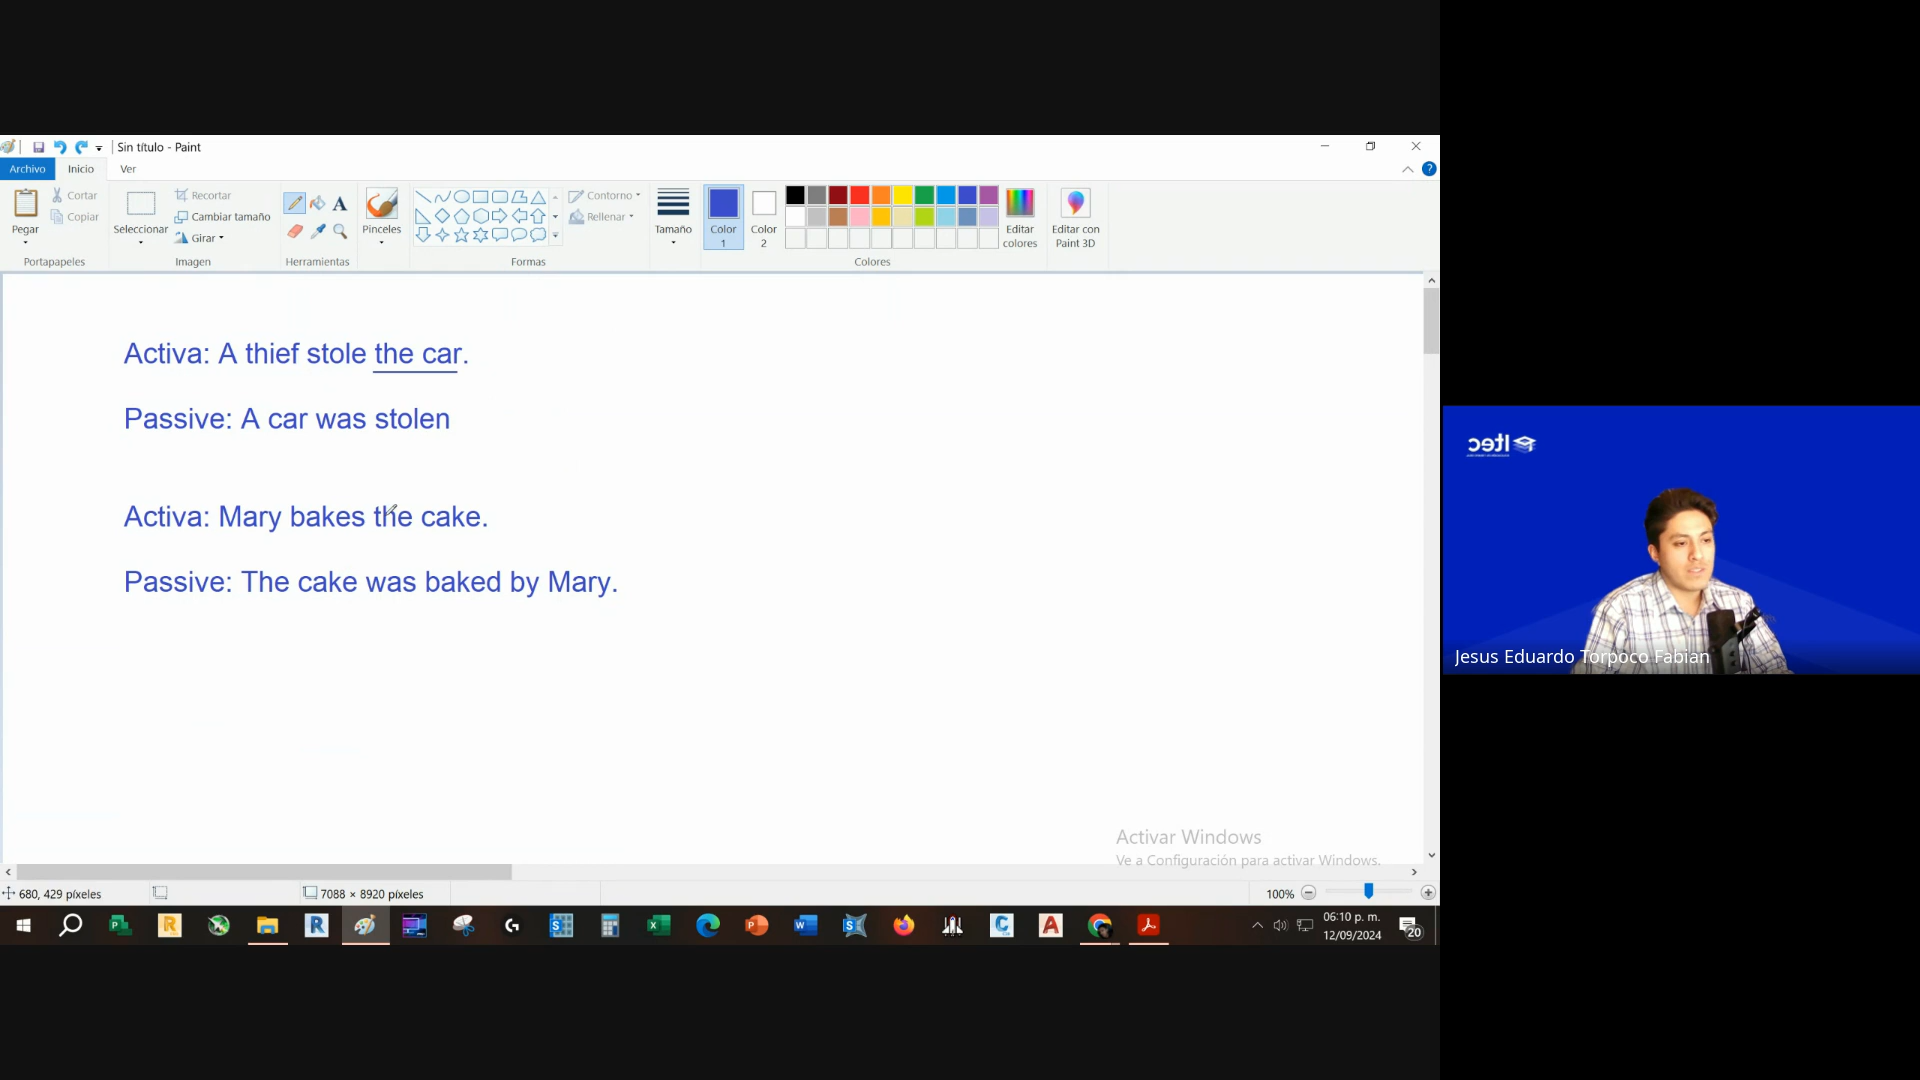 Sin título - Paint
Archivo Inicio Ver
Pegar
Cortar
Copiar
Portapapeles
Seleccionar
Recortar
Cambiar tamaño
Girar
Imagen
Herramientas
Pinceles
Contorno
Rellenar
Formas
Tamaño
Color 1
Color 2
Colores
Editar colores
Editar con Paint 3D
Activa: A thief stole the car.
Passive: A car was stolen
Activa: Mary bakes the cake.
Passive: The cake was baked by Mary.
Activar Windows
Ve a Configuración para activar Windows.
680, 429 píxeles
7088 × 8920 píxeles
100%
06:10 p. m.
12/09/2024
20
Itec
Jesus Eduardo Torpoco Fabian